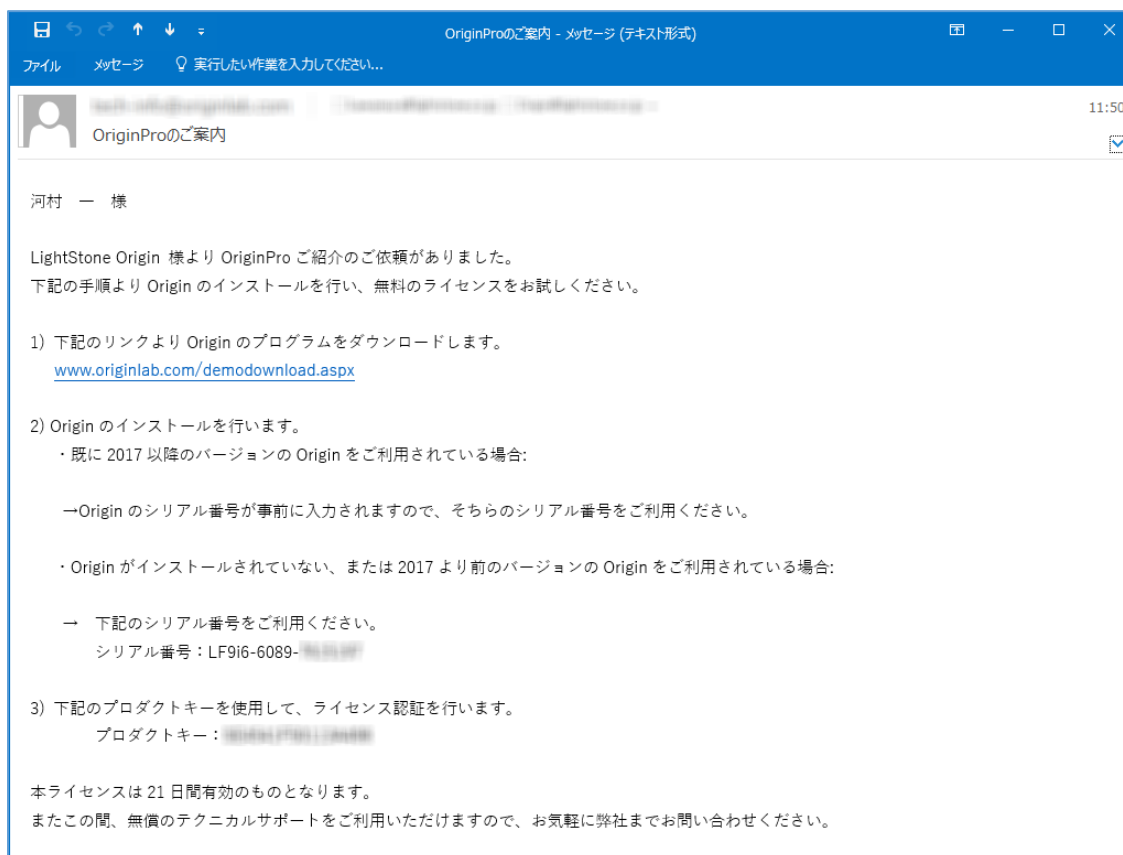 OriginProのご案内 - メッセージ (テキスト形式)
ファイル メッセージ 実行したい作業を入力してください...
11:50
OriginProのご案内
河村 一 様
LightStone Origin 様より OriginPro ご紹介のご依頼がありました。
下記の手順より Origin のインストールを行い、無料のライセンスをお試しください。
1) 下記のリンクより Origin のプログラムをダウンロードします。
www.originlab.com/demodownload.aspx
2) Origin のインストールを行います。
・既に 2017 以降のバージョンの Origin をご利用されている場合:
→Origin のシリアル番号が事前に入力されますので、そちらのシリアル番号をご利用ください。
・Origin がインストールされていない、または 2017 より前のバージョンの Origin をご利用されている場合:
→ 下記のシリアル番号をご利用ください。
シリアル番号：LF9i6-6089-
3) 下記のプロダクトキーを使用して、ライセンス認証を行います。
プロダクトキー：
本ライセンスは 21 日間有効のものとなります。
またこの間、無償のテクニカルサポートをご利用いただけますので、お気軽に弊社までお問い合わせください。